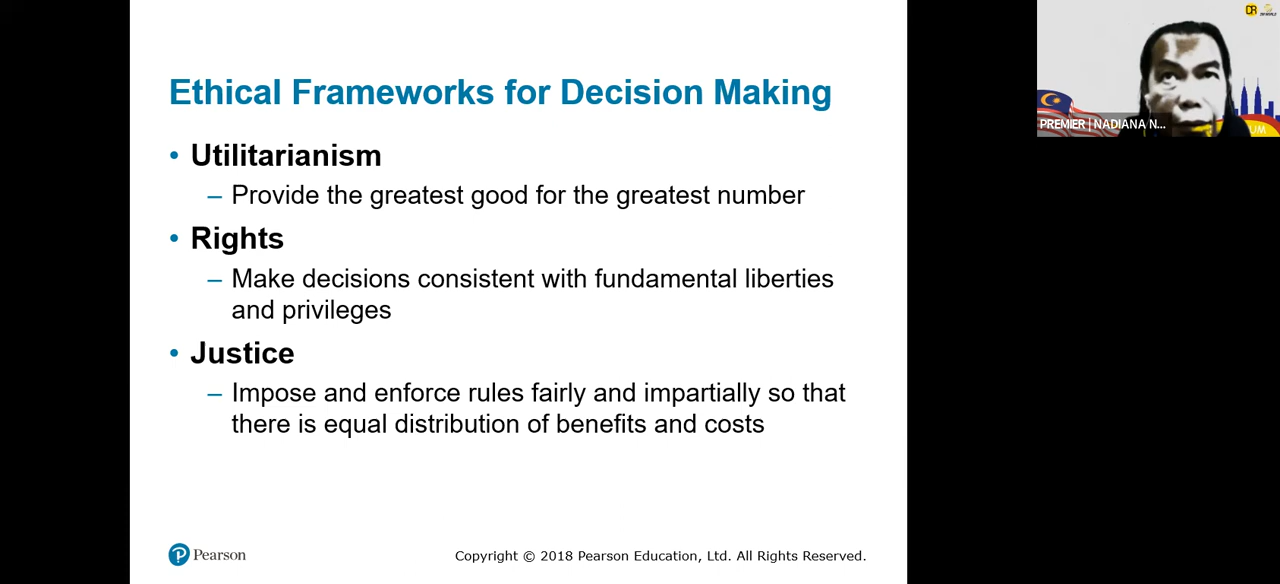 Ethical Frameworks for Decision Making
• Utilitarianism
– Provide the greatest good for the greatest number
• Rights
– Make decisions consistent with fundamental liberties
and privileges
• Justice
– Impose and enforce rules fairly and impartially so that
there is equal distribution of benefits and costs
Pearson
Copyright © 2018 Pearson Education, Ltd. All Rights Reserved.
PREMIER | NADIANA N...
UM